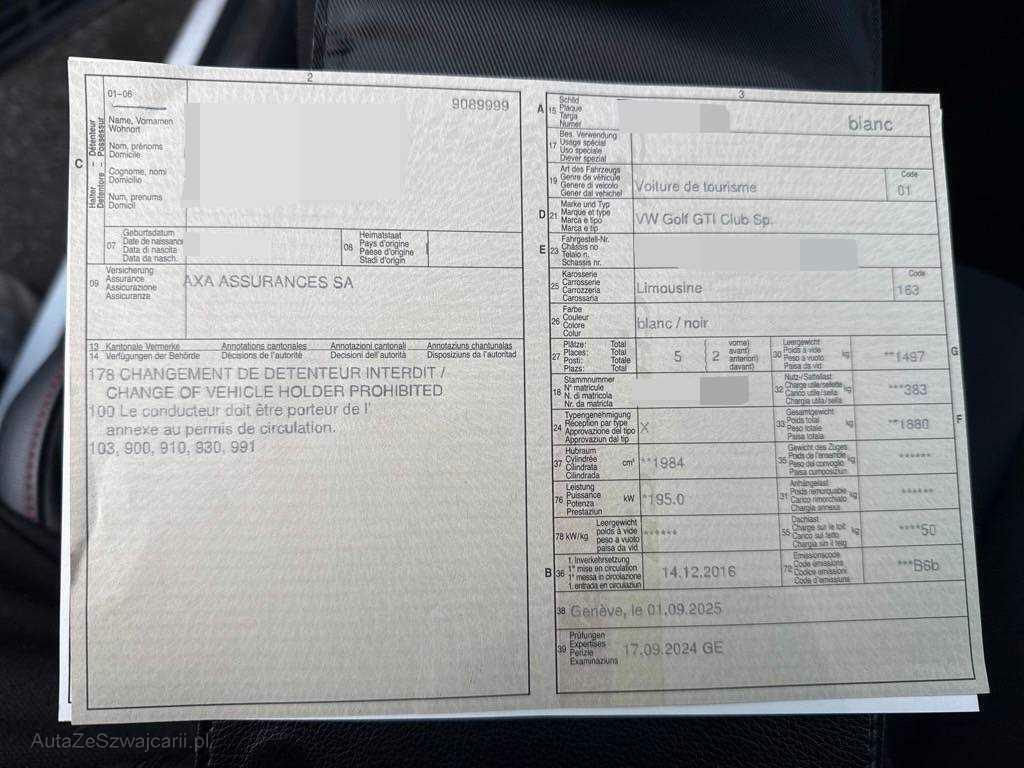 2
01-06
9089999
C
Halter – Détenteur
Detentore – Possessur
Name, Vornamen
Wohnort
Nom, prénoms
Domicile
Cognome, nomi
Domicilio
Num, prenums
Domicil
07
Geburtsdatum
Date de naissance
Data di nascita
Data da nasch.
08
Heimatstaat
Pays d'origine
Paese d'origine
Stadi d'origin
09
Versicherung
Assurance
Assicurazione
Assicuranza
AXA ASSURANCES SA
13 Kantonale Vermerke Annotations cantonales Annotazioni cantonali Annotaziuns chantunalas
14 Verfügungen der Behörde Décisions de l'autorité Decisioni dell'autorità Disposiziuns da l'autoritad
178 CHANGEMENT DE DETENTEUR INTERDIT /
CHANGE OF VEHICLE HOLDER PROHIBITED
100 Le conducteur doit être porteur de l'
annexe au permis de circulation.
103, 900, 910, 930, 991
3
A 15
Schild
Plaque
Targa
Numer
blanc
17
Bes. Verwendung
Usage spécial
Uso speciale
Diever spezial
19
Art des Fahrzeugs
Genre de véhicule
Genere di veicolo
Gener dal vehichel
Voiture de tourisme
Code
01
D 21
Marke und Typ
Marque et type
Marca e tipo
Marca e tip
VW Golf GTI Club Sp.
E 23
Fahrgestell-Nr.
Châssis no
Telaio n.
Schassis nr.
25
Karosserie
Carrosserie
Carrozzeria
Carossaria
Limousine
Code
163
26
Farbe
Couleur
Colore
Colur
blanc / noir
27
Plätze: Total
Places: Total
Posti: Totale
Plazs: Total
5
2
vorne)
avant)
anteriori)
davant)
30
Leergewicht
Poids à vide
Peso a vuoto
Paisa da vid
kg
**1497
G
18
Stammnummer
N° matricule
N. di matricola
Nr. da matricla
32
Nutz-/Sattellast
Charge utile/sellette
Carico utile/sella
Chargia utila/sella
kg
***383
24
Typengenehmigung
Réception par type
Approvazione del tipo
Approvaziun dal tip
X
33
Gesamtgewicht
Poids total
Peso totale
Paisa totala
kg
**1880
F
37
Hubraum
Cylindrée
Cilindrata
Cilindrada
cm³
**1984
35
Gewicht des Zuges
Poids de l'ensemble
Peso del convoglio
Paisa cumposiziun
kg
******
76
Leistung
Puissance
Potenza
Prestaziun
kW
*195.0
31
Anhängelast
Poids remorquable
Carico rimorchiato
Chargia annexa
kg
******
78 kW/kg
Leergewicht
poids à vide
peso a vuoto
paisa da vid
******
55
Dachlast
Charge sur le toit
Carico sul tetto
Chargia sin il tetg
kg
****50
B 36
1. Inverkehrsetzung
1re mise en circulation
1a messa in circolazione
1. entrada en circulaziun
14.12.2016
72
Emissionscode
Code émissions
Codice emissioni
Code d'emissiuns
***B6b
38 Genève, le 01.09.2025
39
Prüfungen
Expertises
Perizie
Examinaziuns
17.09.2024 GE
AutaZeSzwajcarii.pl